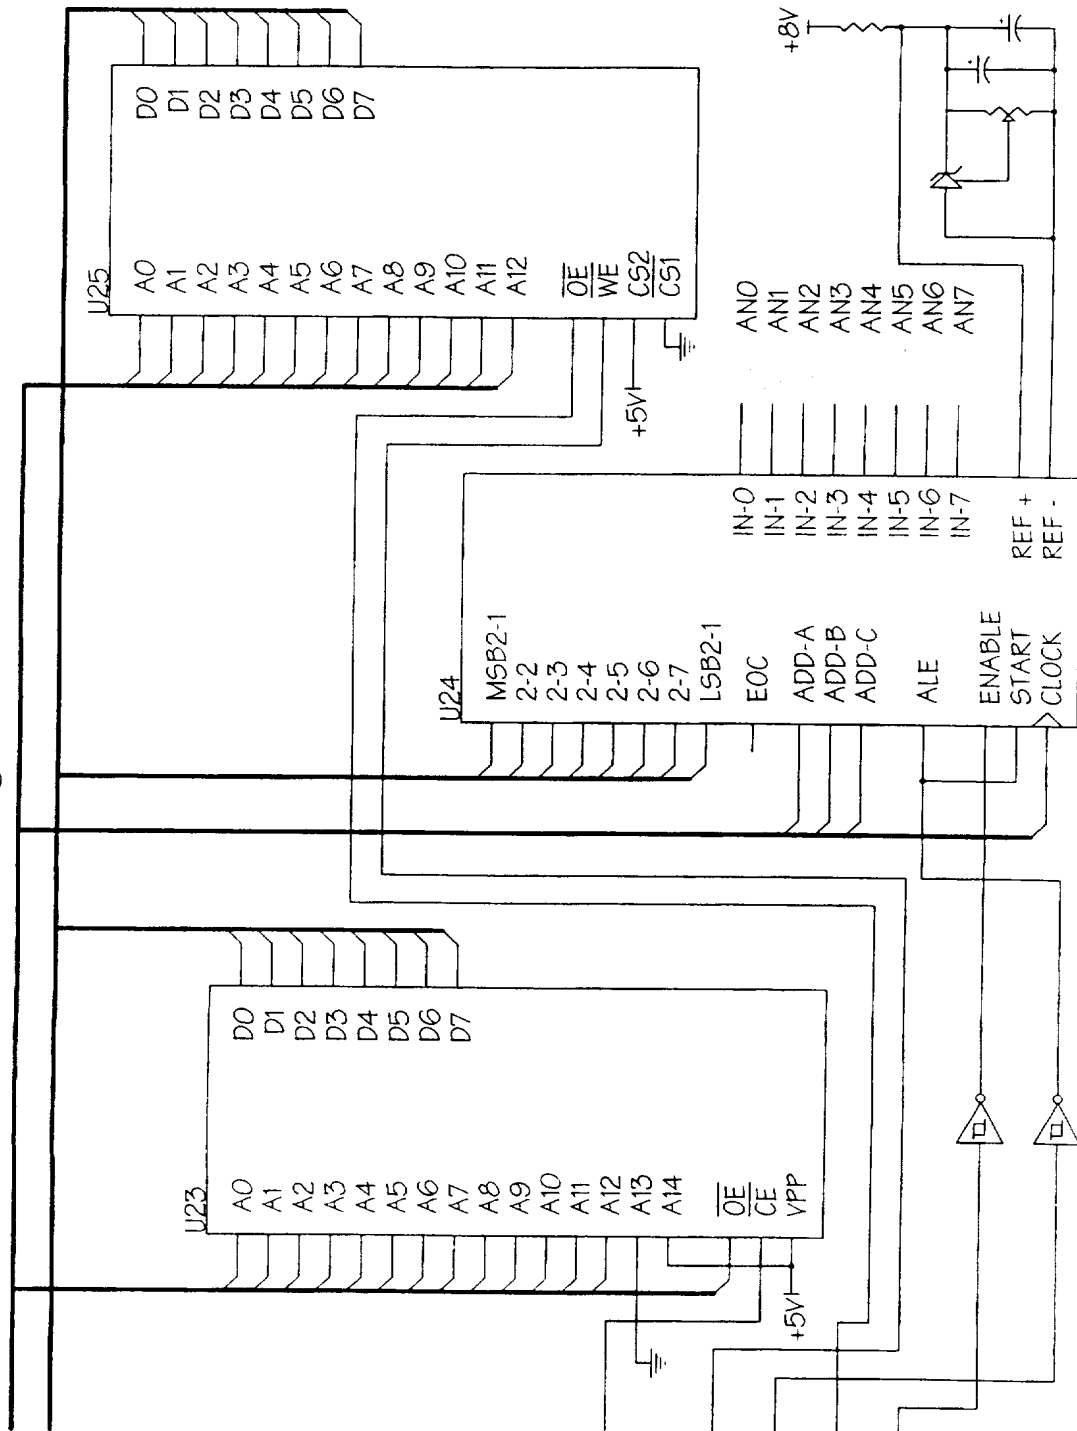 U23
A0
A1
A2
A3
A4
A5
A6
A7
A8
A9
A10
A11
A12
A13
A14
OE
CE
VPP
D0
D1
D2
D3
D4
D5
D6
D7
+5V
U24
MSB2-1
2-2
2-3
2-4
2-5
2-6
2-7
LSB2-1
EOC
ADD-A
ADD-B
ADD-C
ALE
ENABLE
START
CLOCK
IN-0
IN-1
IN-2
IN-3
IN-4
IN-5
IN-6
IN-7
REF +
REF -
AN0
AN1
AN2
AN3
AN4
AN5
AN6
AN7
U25
A0
A1
A2
A3
A4
A5
A6
A7
A8
A9
A10
A11
A12
OE
WE
CS2
CS1
D0
D1
D2
D3
D4
D5
D6
D7
+5V
+8V